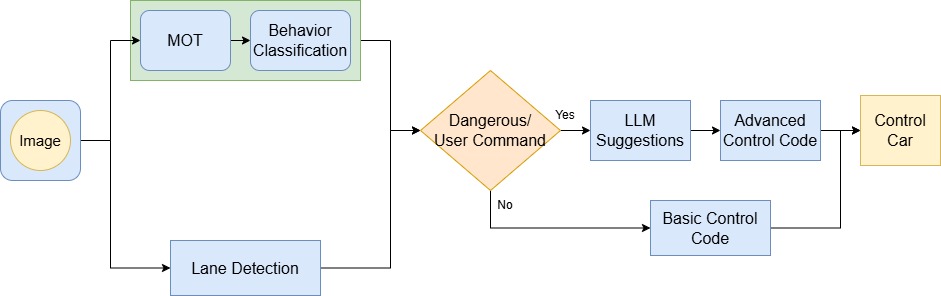 Image
MOT
Behavior
Classification
Lane Detection
Dangerous/
User Command
Yes
No
LLM
Suggestions
Advanced
Control Code
Basic Control
Code
Control
Car